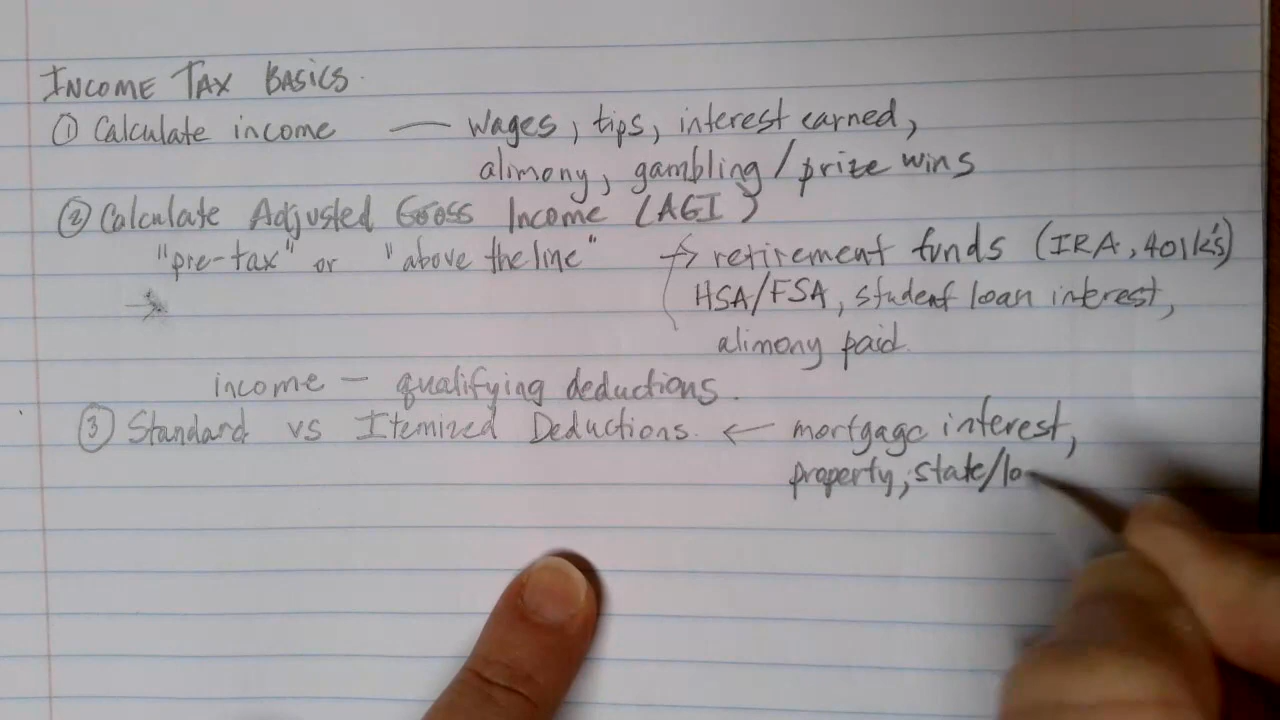 INCOME TAX BASICS.
① Calculate income — wages, tips, interest earned,
alimony, gambling/prize wins
② Calculate Adjusted Gross Income (AGI)
"pre-tax" or "above the line" → retirement funds (IRA, 401k's)
→ HSA/FSA, student loan interest,
alimony paid.
income - qualifying deductions.
③ Standard vs Itemized Deductions. ← mortgage interest,
property, state/lo